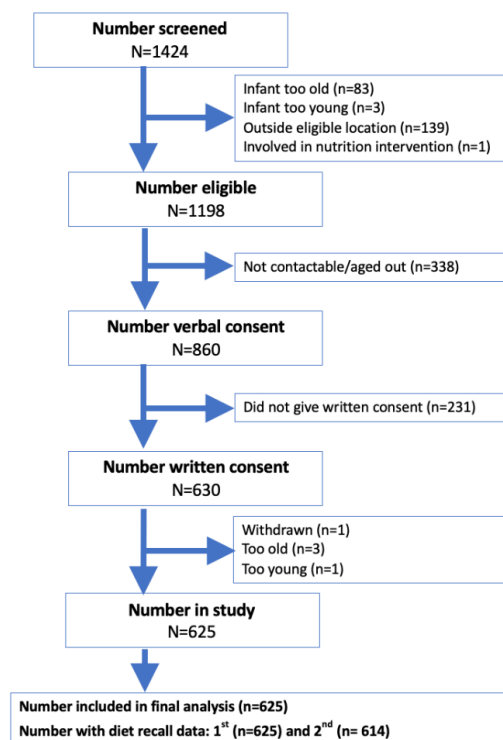 Number screened
N=1424
Infant too old (n=83)
Infant too young (n=3)
Outside eligible location (n=139)
Involved in nutrition intervention (n=1)
Number eligible
N=1198
Not contactable/aged out (n=338)
Number verbal consent
N=860
Did not give written consent (n=231)
Number written consent
N=630
Withdrawn (n=1)
Too old (n=3)
Too young (n=1)
Number in study
N=625
Number included in final analysis (n=625)
Number with diet recall data: 1st (n=625) and 2nd (n= 614)